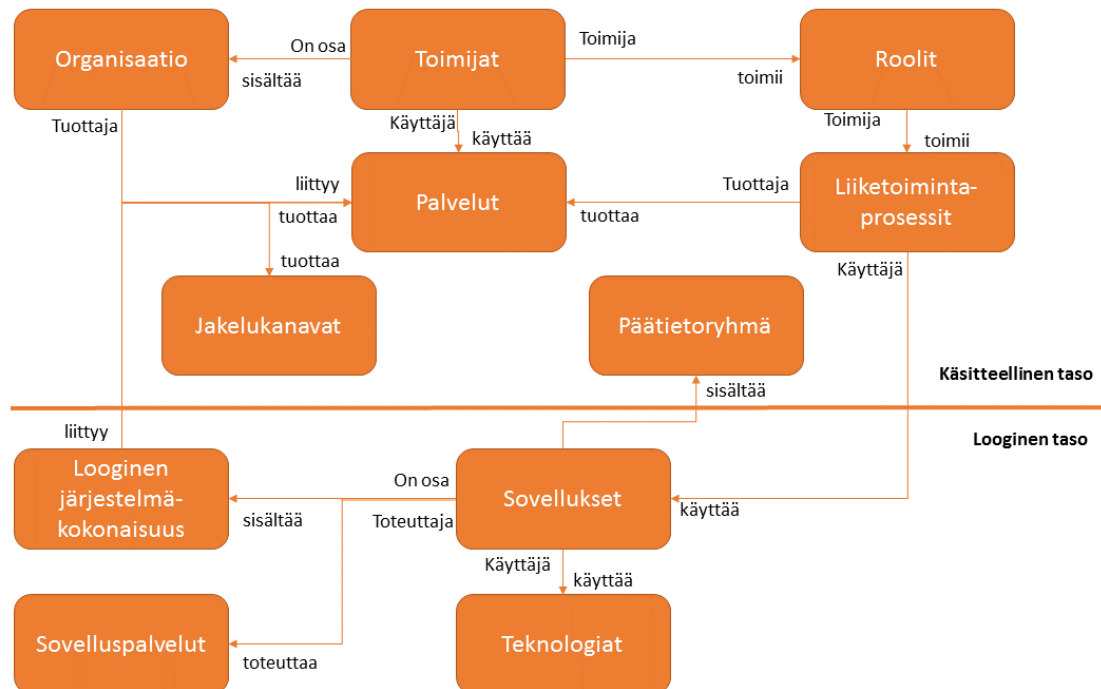 On osa
Toimija
Organisaatio
Toimijat
Roolit
sisältää
toimii
Tuottaja
Käyttäjä
käyttää
Toimija
toimii
liittyy
Palvelut
tuottaa
Tuottaja
tuottaa
Liiketoiminta-
prosessit
tuottaa
Käyttäjä
Jakelukanavat
Päätietoryhmä
Käsitteellinen taso
sisältää
liittyy
Looginen taso
Looginen
järjestelmä-
kokonaisuus
On osa
sisältää
Toteuttaja
Sovellukset
käyttää
Käyttäjä
käyttää
Sovelluspalvelut
toteuttaa
Teknologiat